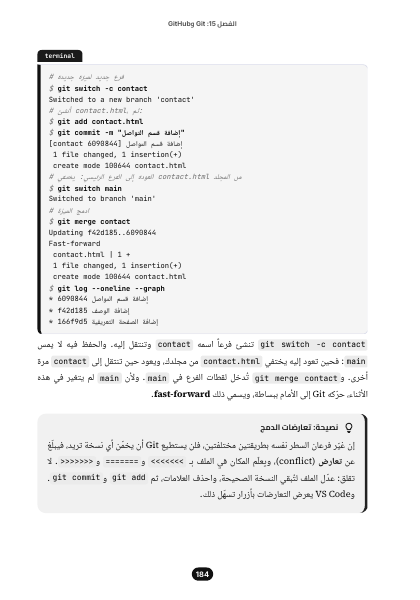 الفصل 15: Git وGitHub
terminal
# فرع جديد لميزة جديدة
$ git switch -c contact
Switched to a new branch 'contact'
# أنشئ contact.html، ثم:
$ git add contact.html
$ git commit -m "إضافة قسم التواصل"
[contact 6090844] إضافة قسم التواصل
1 file changed, 1 insertion(+)
create mode 100644 contact.html
# العودة إلى الفرع الرئيسي: يختفي contact.html من المجلد
$ git switch main
Switched to branch 'main'
# ادمج الميزة
$ git merge contact
Updating f42d185..6090844
Fast-forward
contact.html | 1 +
1 file changed, 1 insertion(+)
create mode 100644 contact.html
$ git log --oneline --graph
* 6090844 إضافة قسم التواصل
* f42d185 إضافة الوصف
* 166f9d5 إضافة الصفحة التعريفية
git switch -c contact تنشئ فرعاً اسمه contact وتنتقل إليه. والحفظ فيه لا يمس
main: فحين تعود إليه يختفي contact.html من مجلدك، ويعود حين تنتقل إلى contact مرة
أخرى. وgit merge contact تُدخل لقطات الفرع في main. ولأن main لم يتغير في هذه
الأثناء، حرّكه Git إلى الأمام ببساطة، ويسمى ذلك fast-forward.
نصيحة: تعارضات الدمج
إن غيّر فرعان السطر نفسه بطريقتين مختلفتين، فلن يستطيع Git أن يخمّن أي نسخة تريد، فيبلّغ
عن تعارض (conflict)، ويعلّم المكان في الملف بـ <<<<<<< و ======= و >>>>>>>. لا
تقلق: عدّل الملف لتُبقي النسخة الصحيحة، واحذف العلامات، ثم git add وgit commit.
وVS Code يعرض التعارضات بأزرار تسهّل ذلك.
184